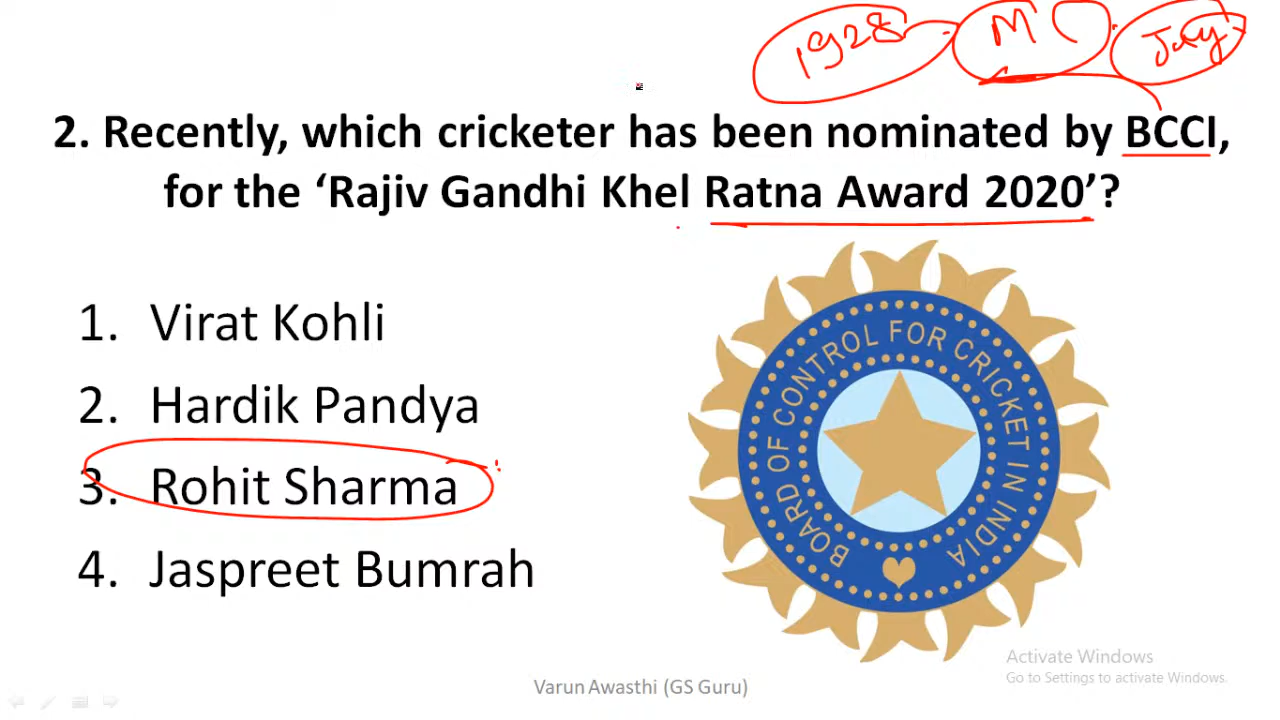 1928 M Jay
2. Recently, which cricketer has been nominated by BCCI,
for the ‘Rajiv Gandhi Khel Ratna Award 2020’?
1. Virat Kohli
2. Hardik Pandya
3. Rohit Sharma
4. Jaspreet Bumrah
BOARD OF CONTROL FOR CRICKET IN INDIA
Activate Windows
Go to Settings to activate Windows.
Varun Awasthi (GS Guru)